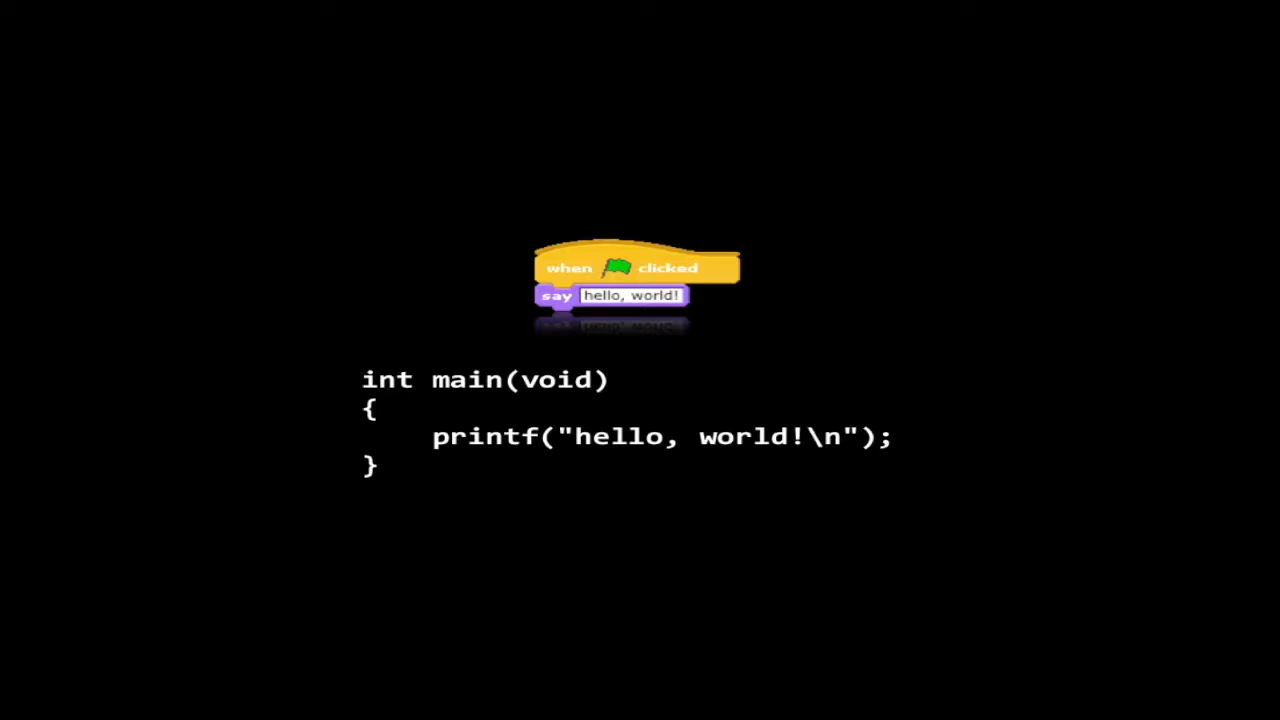 when clicked
say hello, world!
int main(void)
{
    printf("hello, world!\n");
}